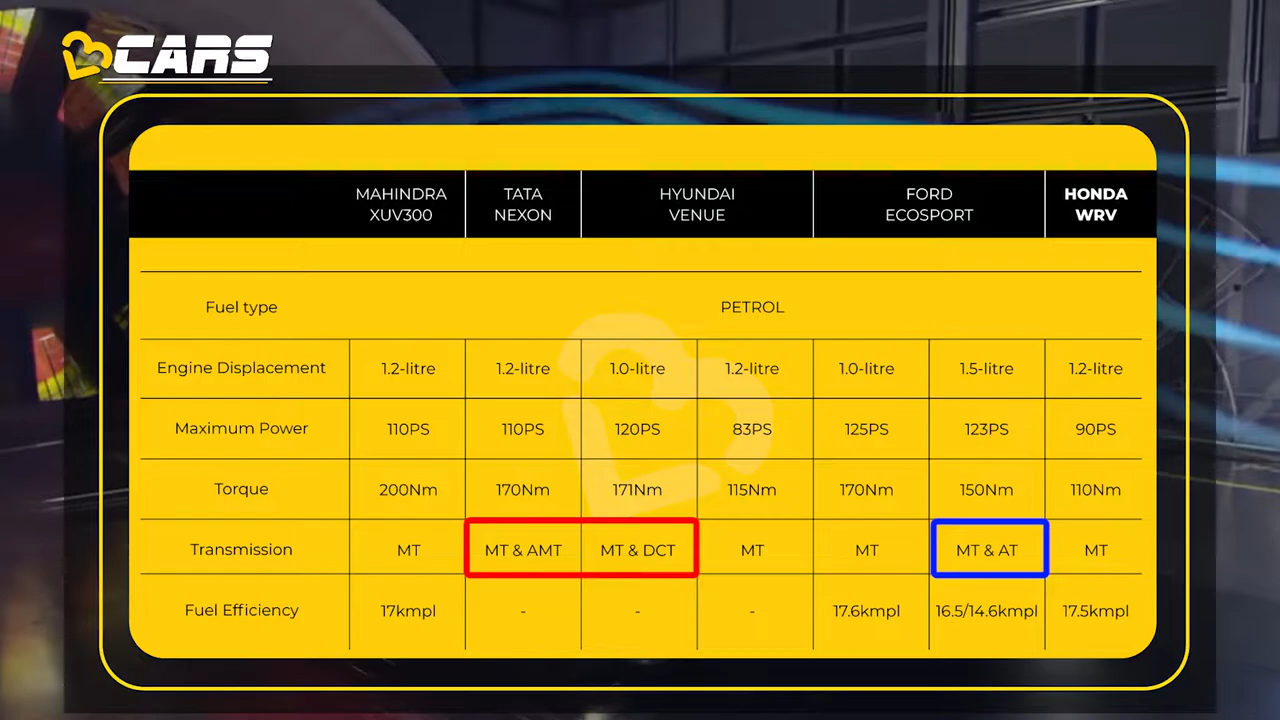 CARS
MAHINDRA XUV300 TATA NEXON HYUNDAI VENUE FORD ECOSPORT HONDA WRV
Fuel type PETROL
Engine Displacement 1.2-litre 1.2-litre 1.0-litre 1.2-litre 1.0-litre 1.5-litre 1.2-litre
Maximum Power 110PS 110PS 120PS 83PS 125PS 123PS 90PS
Torque 200Nm 170Nm 171Nm 115Nm 170Nm 150Nm 110Nm
Transmission MT MT & AMT MT & DCT MT MT MT & AT MT
Fuel Efficiency 17kmpl - - - 17.6kmpl 16.5/14.6kmpl 17.5kmpl